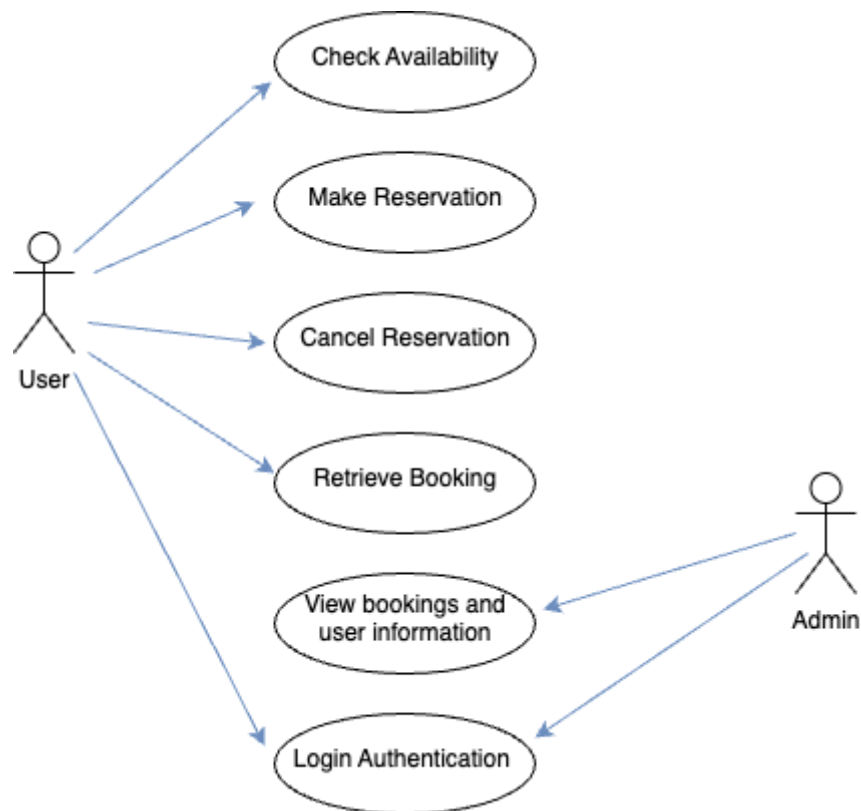 Check Availability
Make Reservation
Cancel Reservation
User
Retrieve Booking
View bookings and
user information
Admin
Login Authentication